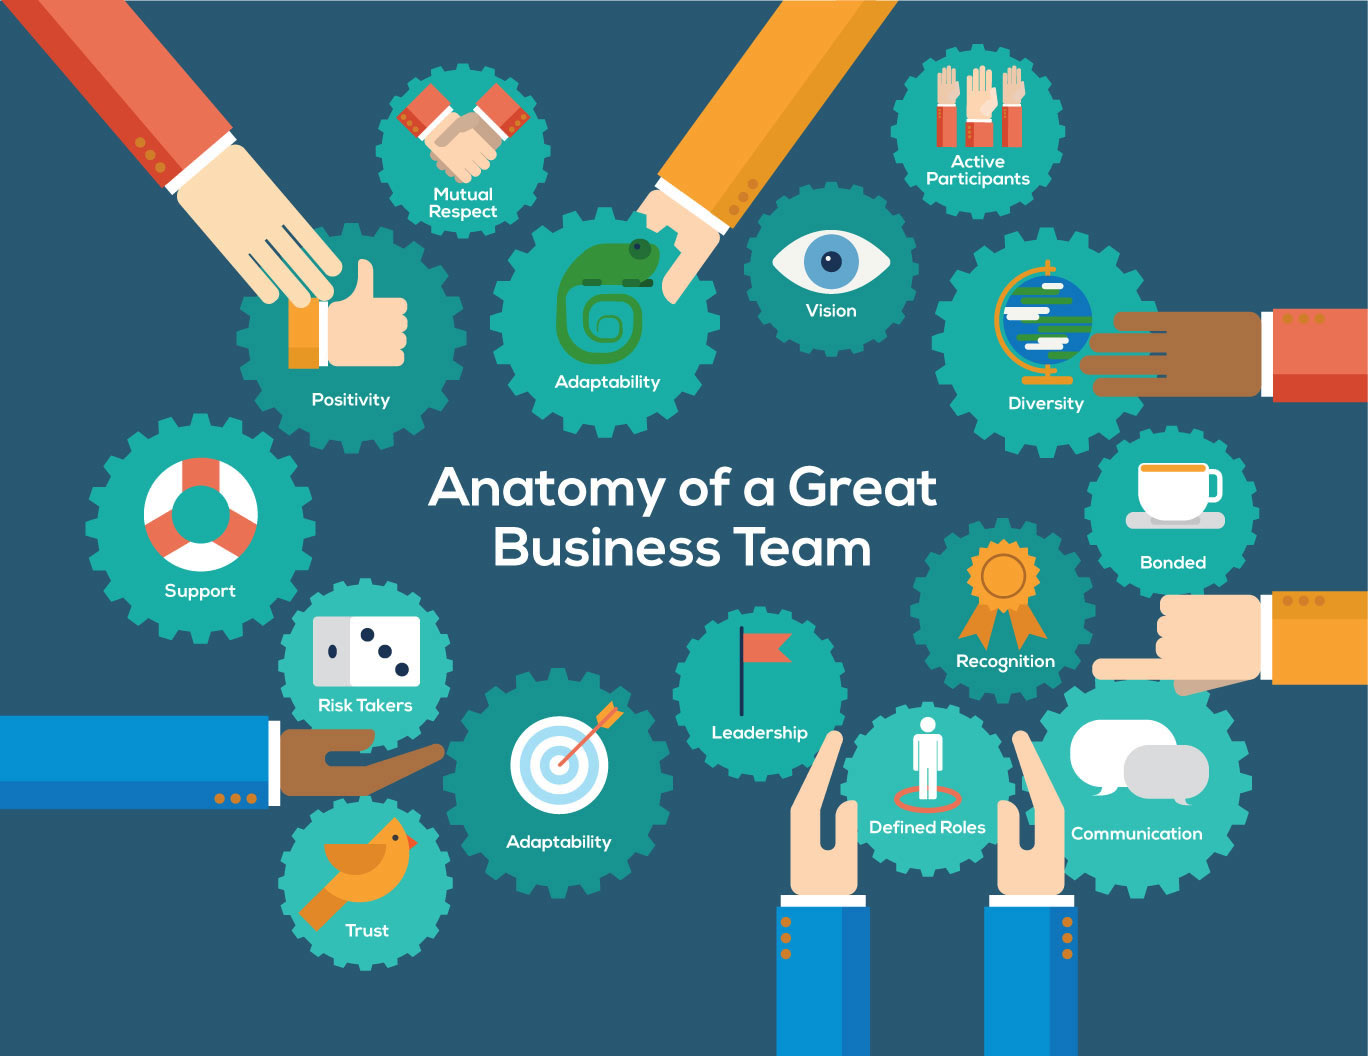 Active
Participants
Mutual
Respect
Vision
Adaptability
Positivity
Diversity
Anatomy of a Great
Business Team
Bonded
Support
Recognition
Risk Takers
Leadership
Defined Roles
Communication
Adaptability
Trust